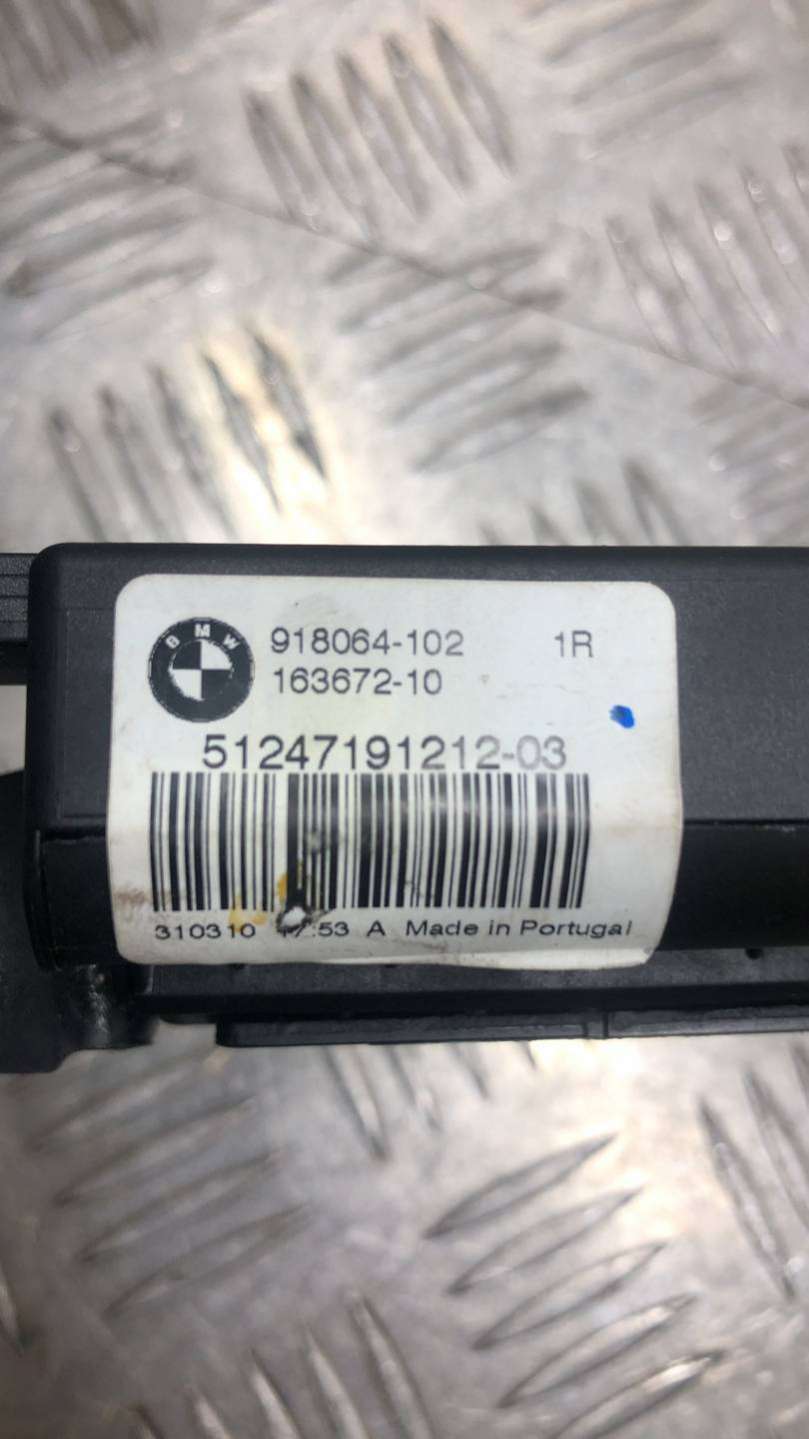 BMW
918064-102 1R
163672-10
51247191212-03
310310 :53 A Made in Portugal